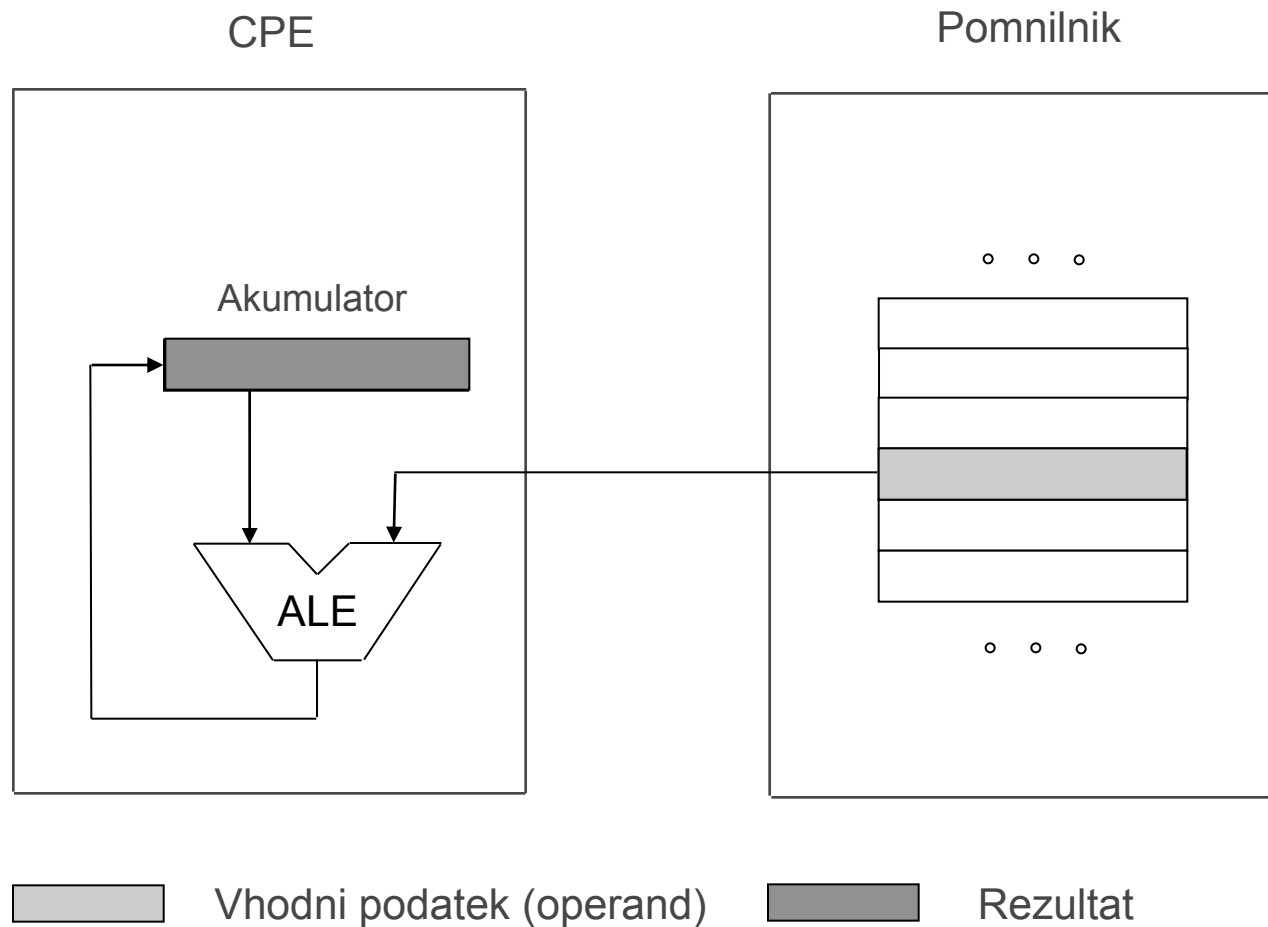 CPE
Pomnilnik
Akumulator
ALE
Vhodni podatek (operand)
Rezultat